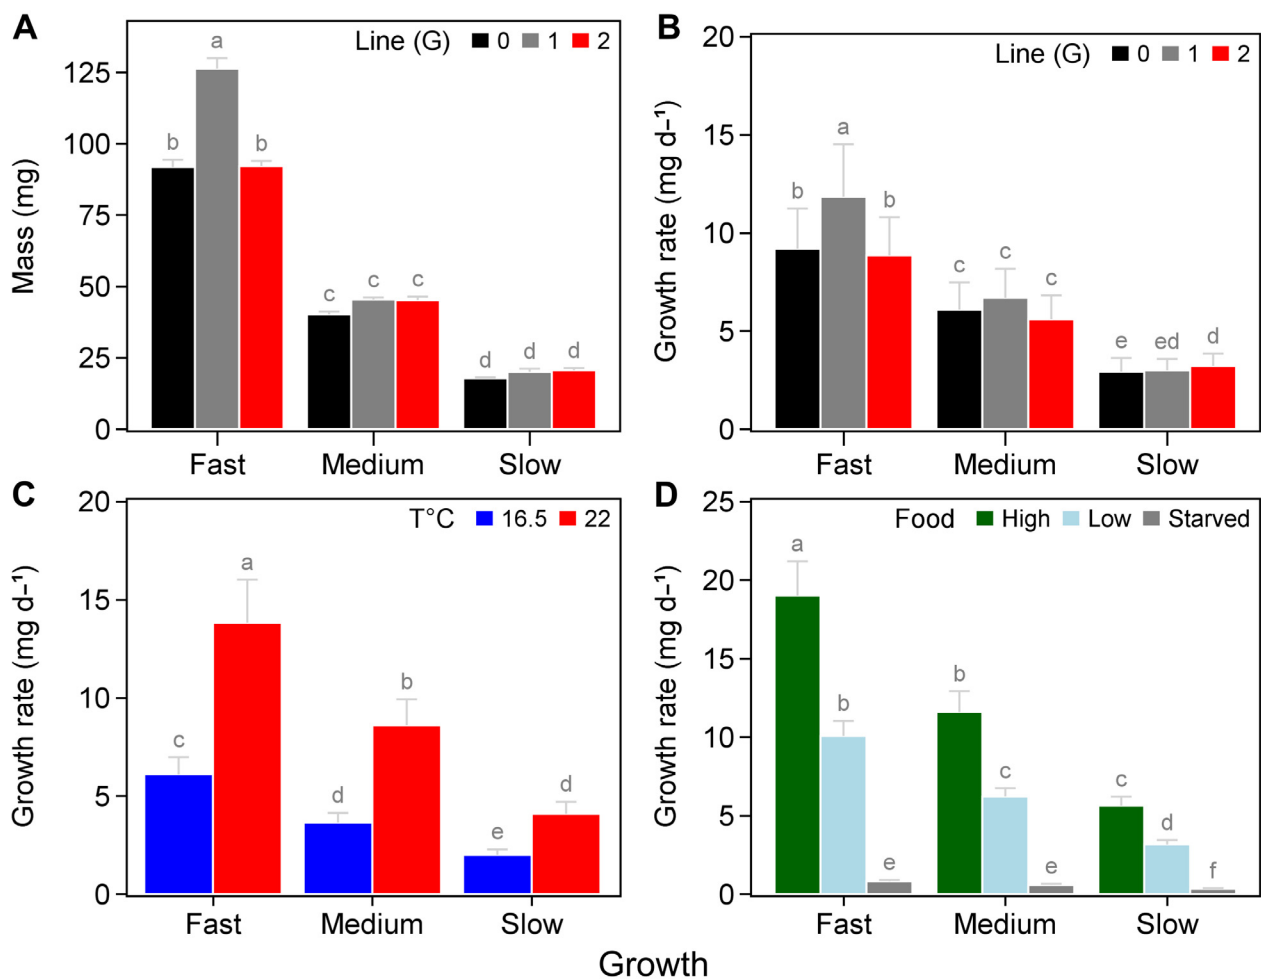 A
Line (G) 0 1 2
Mass (mg)
125
100
75
50
25
0
a
b b
c c c
d d d
Fast Medium Slow
B
Line (G) 0 1 2
Growth rate (mg d−¹)
20
15
10
5
0
a
b b
c c c
e ed d
Fast Medium Slow
C
T°C 16.5 22
Growth rate (mg d−¹)
20
15
10
5
0
c a
d b
e d
Fast Medium Slow
D
Food High Low Starved
Growth rate (mg d−¹)
25
20
15
10
5
0
a b e
b c e
c d f
Fast Medium Slow
Growth